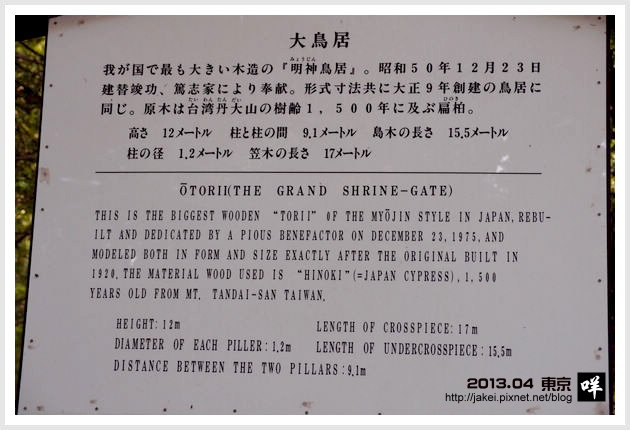 大鳥居
我が国で最も大きい木造の『明神鳥居』。昭和50年12月23日
建替竣功、篤志家により奉献。形式寸法共に大正9年創建の鳥居に
同じ。原木は台湾丹大山の樹齢1,500年に及ぶ扁柏。
高さ 12メートル 柱と柱の間 9.1メートル 島木の長さ 15.5メートル
柱の径 1.2メートル 笠木の長さ 17メートル
ŌTORII(THE GRAND SHRINE-GATE)
THIS IS THE BIGGEST WOODEN "TORII" OF THE MYŌJIN STYLE IN JAPAN, REBU-
ILT AND DEDICATED BY A PIOUS BENEFACTOR ON DECEMBER 23, 1975, AND
MODELED BOTH IN FORM AND SIZE EXACTLY AFTER THE ORIGINAL BUILT IN
1920. THE MATERIAL WOOD USED IS "HINOKI"(=JAPAN CYPRESS), 1,500
YEARS OLD FROM MT. TANDAI-SAN TAIWAN.
HEIGHT: 12m LENGTH OF CROSSPIECE: 17m
DIAMETER OF EACH PILLER: 1.2m LENGTH OF UNDERCROSSPIECE: 15.5m
DISTANCE BETWEEN THE TWO PILLARS: 9.1m
2013.04 東京 咩
http://jakei.pixnet.net/blog